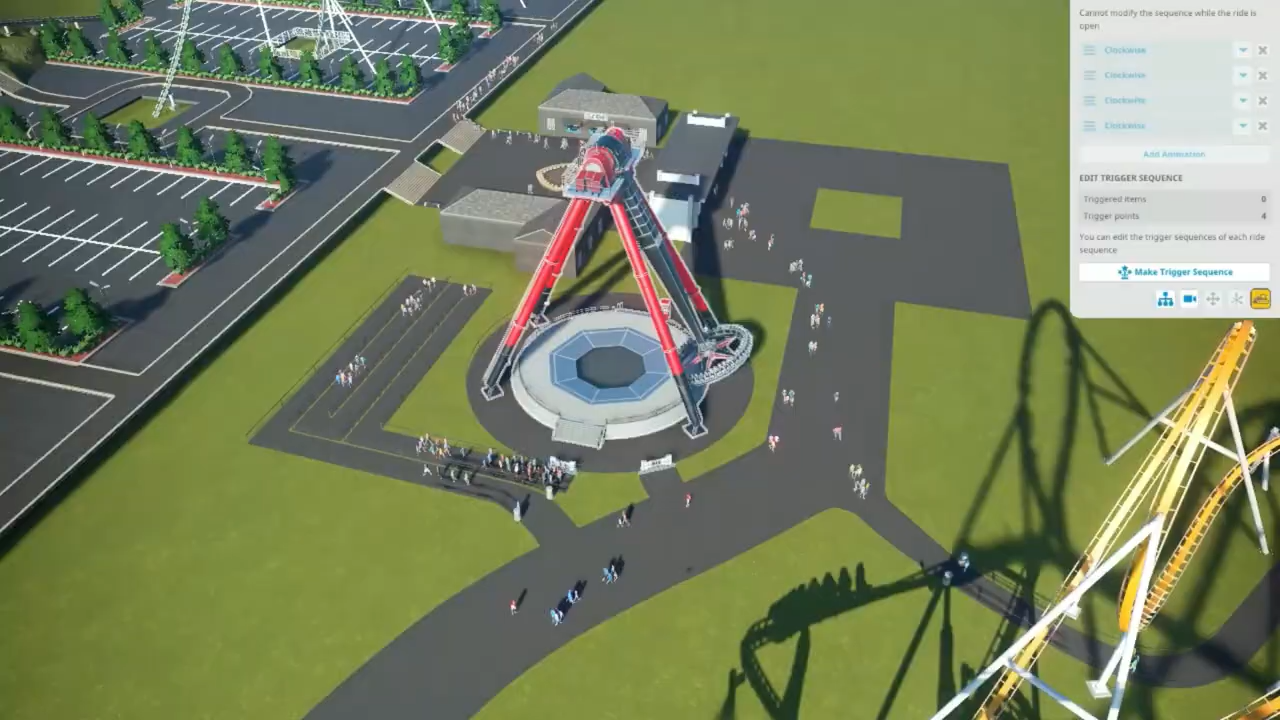 Cannot modify the sequence while the ride is
open
Clockwise
Clockwise
Clockwise
Clockwise
Add Animation
EDIT TRIGGER SEQUENCE
Triggered items 0
Trigger points 4
You can edit the trigger sequences of each ride
sequence
Make Trigger Sequence